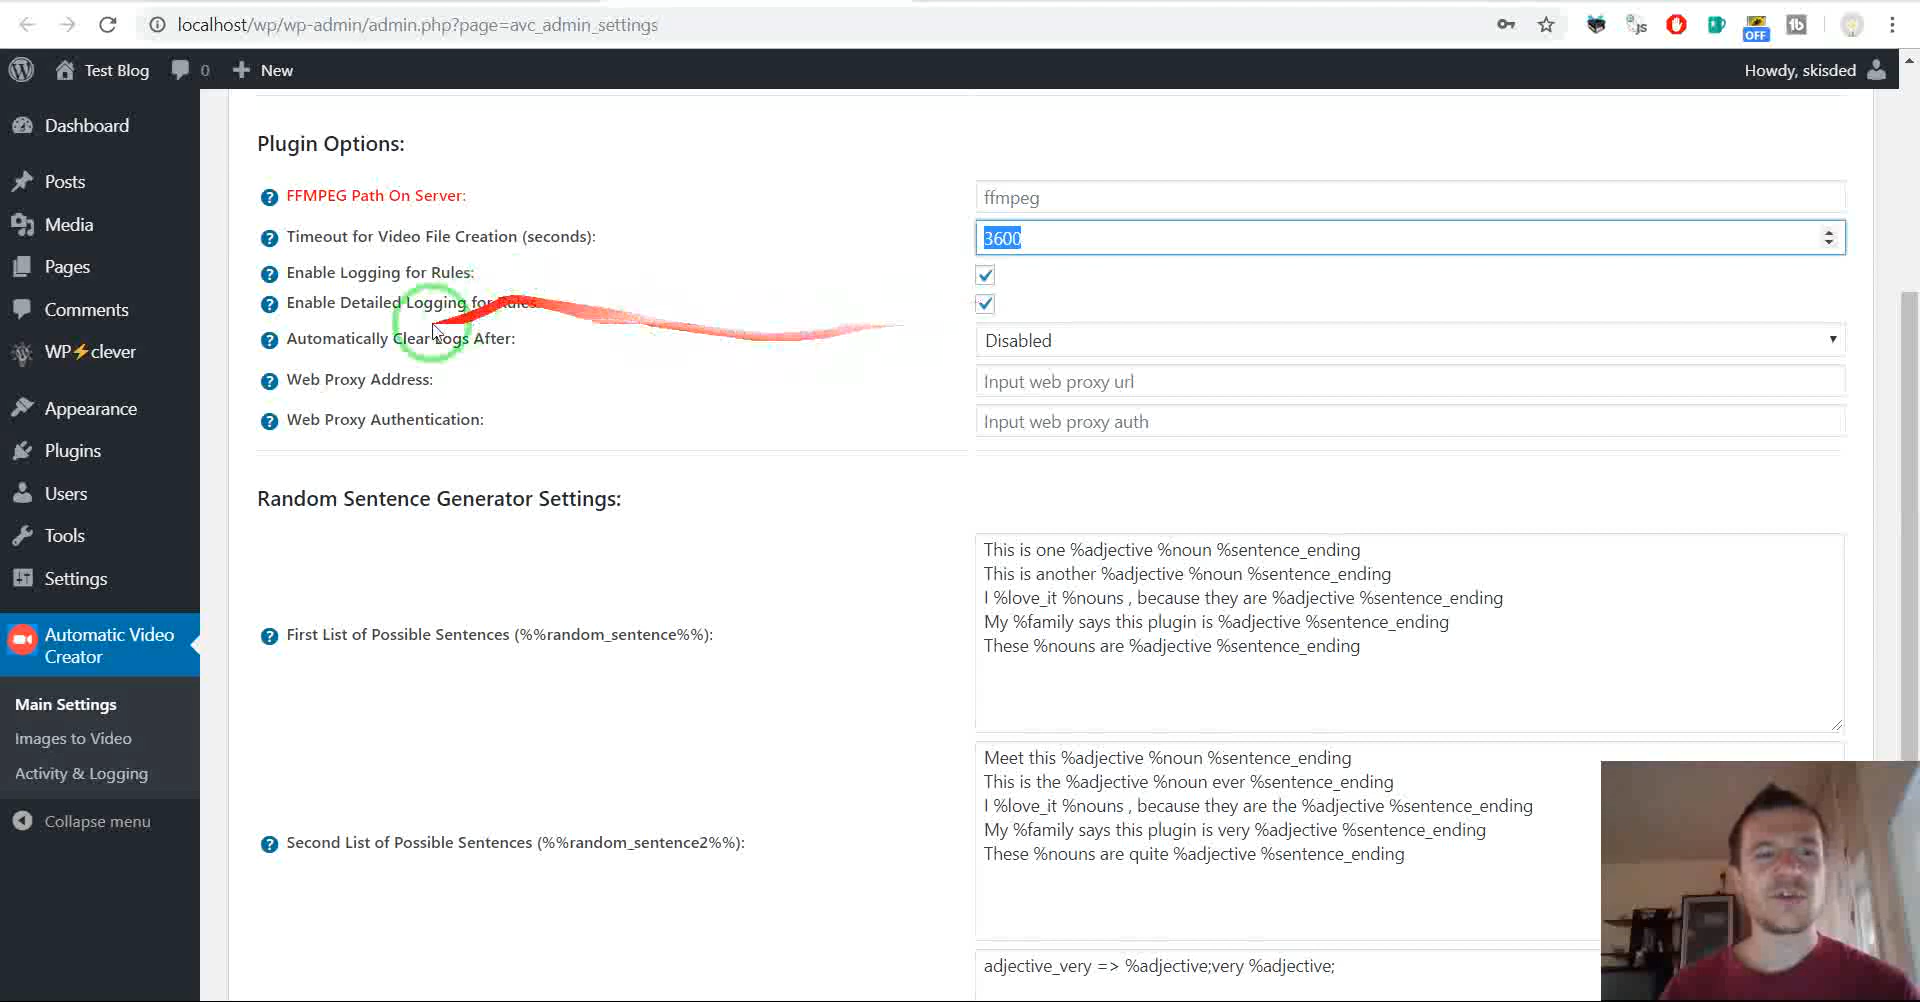 localhost/wp/wp-admin/admin.php?page=avc_admin_settings
JS
OFF
Test Blog
0
New
Howdy, skisded
Dashboard
Posts
Media
Pages
Comments
WP⚡clever
Appearance
Plugins
Users
Tools
Settings
Automatic Video
Creator
Main Settings
Images to Video
Activity & Logging
Collapse menu
Plugin Options:
FFMPEG Path On Server:
ffmpeg
Timeout for Video File Creation (seconds):
3600
Enable Logging for Rules:
Enable Detailed Logging for Rules
Automatically Clear Logs After:
Disabled
Web Proxy Address:
Input web proxy url
Web Proxy Authentication:
Input web proxy auth
Random Sentence Generator Settings:
First List of Possible Sentences (%%random_sentence%%):
This is one %adjective %noun %sentence_ending
This is another %adjective %noun %sentence_ending
I %love_it %nouns , because they are %adjective %sentence_ending
My %family says this plugin is %adjective %sentence_ending
These %nouns are %adjective %sentence_ending
Second List of Possible Sentences (%%random_sentence2%%):
Meet this %adjective %noun %sentence_ending
This is the %adjective %noun ever %sentence_ending
I %love_it %nouns , because they are the %adjective %sentence_ending
My %family says this plugin is very %adjective %sentence_ending
These %nouns are quite %adjective %sentence_ending
adjective_very => %adjective;very %adjective;